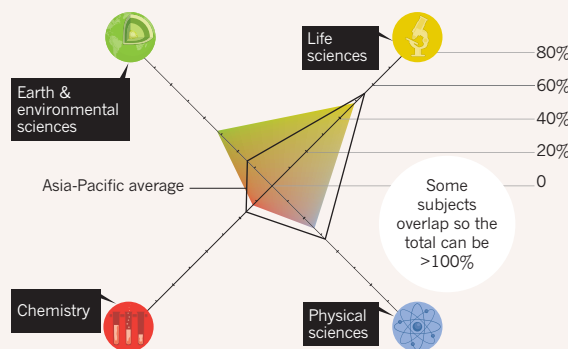 Life
sciences
80%
Earth &
environmental
sciences
60%
40%
20%
Asia-Pacific average
0
Some
subjects
overlap so the
total can be
>100%
Chemistry
Physical
sciences